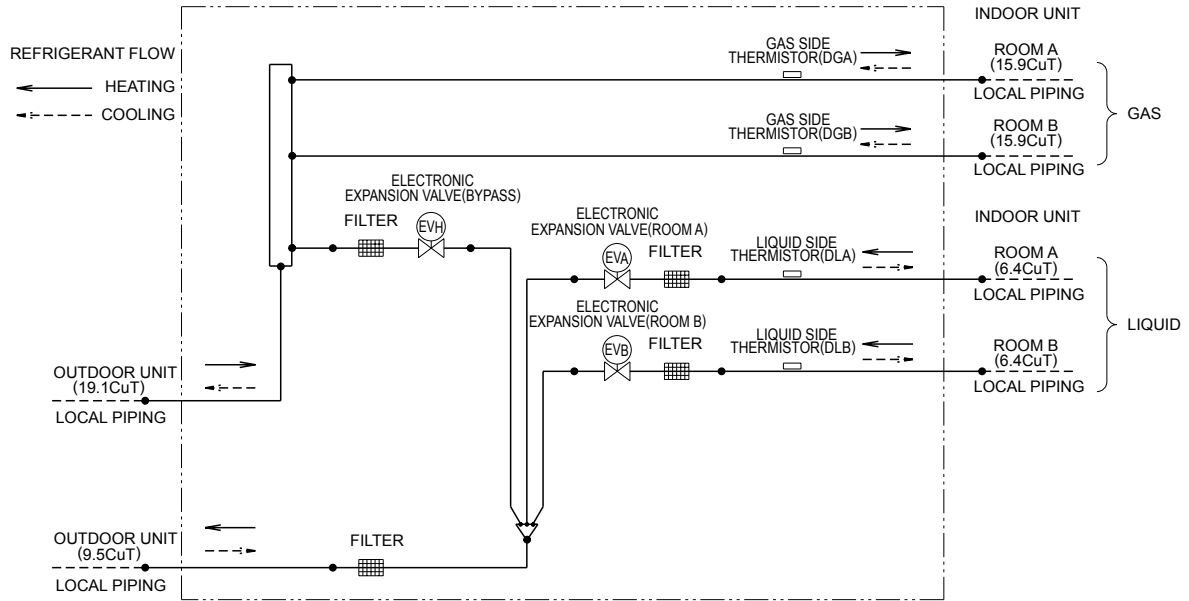 REFRIGERANT FLOW
HEATING
COOLING
GAS SIDE
THERMISTOR(DGA)
INDOOR UNIT
ROOM A
(15.9CuT)
LOCAL PIPING
GAS SIDE
THERMISTOR(DGB)
ROOM B
(15.9CuT)
LOCAL PIPING
GAS
ELECTRONIC
EXPANSION VALVE(BYPASS)
FILTER
EVH
ELECTRONIC
EXPANSION VALVE(ROOM A)
EVA
FILTER
LIQUID SIDE
THERMISTOR(DLA)
INDOOR UNIT
ROOM A
(6.4CuT)
LOCAL PIPING
ELECTRONIC
EXPANSION VALVE(ROOM B)
EVB
FILTER
LIQUID SIDE
THERMISTOR(DLB)
ROOM B
(6.4CuT)
LOCAL PIPING
LIQUID
OUTDOOR UNIT
(19.1CuT)
LOCAL PIPING
OUTDOOR UNIT
(9.5CuT)
LOCAL PIPING
FILTER